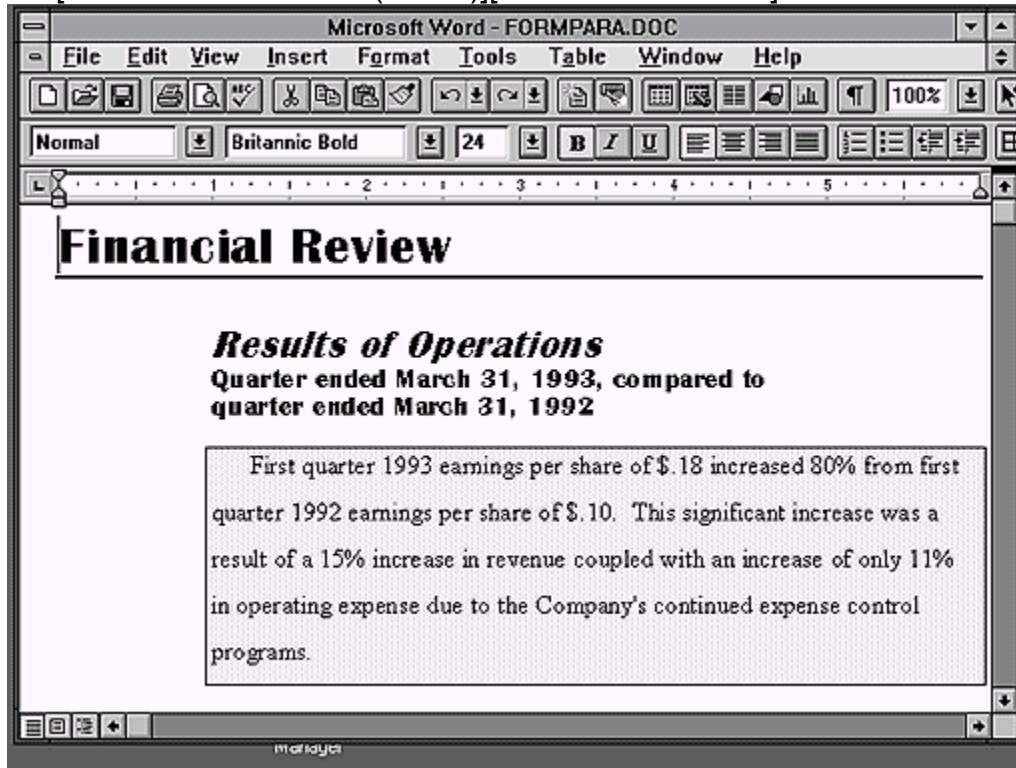 Microsoft Word - FORMPARA.DOC
File Edit View Insert Format Tools Table Window Help
ABC ¶ 100%
Normal Britannic Bold 24 B I U
1 2 3 4 5
Financial Review
Results of Operations
Quarter ended March 31, 1993, compared to
quarter ended March 31, 1992
First quarter 1993 earnings per share of $.18 increased 80% from first
quarter 1992 earnings per share of $.10. This significant increase was a
result of a 15% increase in revenue coupled with an increase of only 11%
in operating expense due to the Company's continued expense control
programs.
Manager